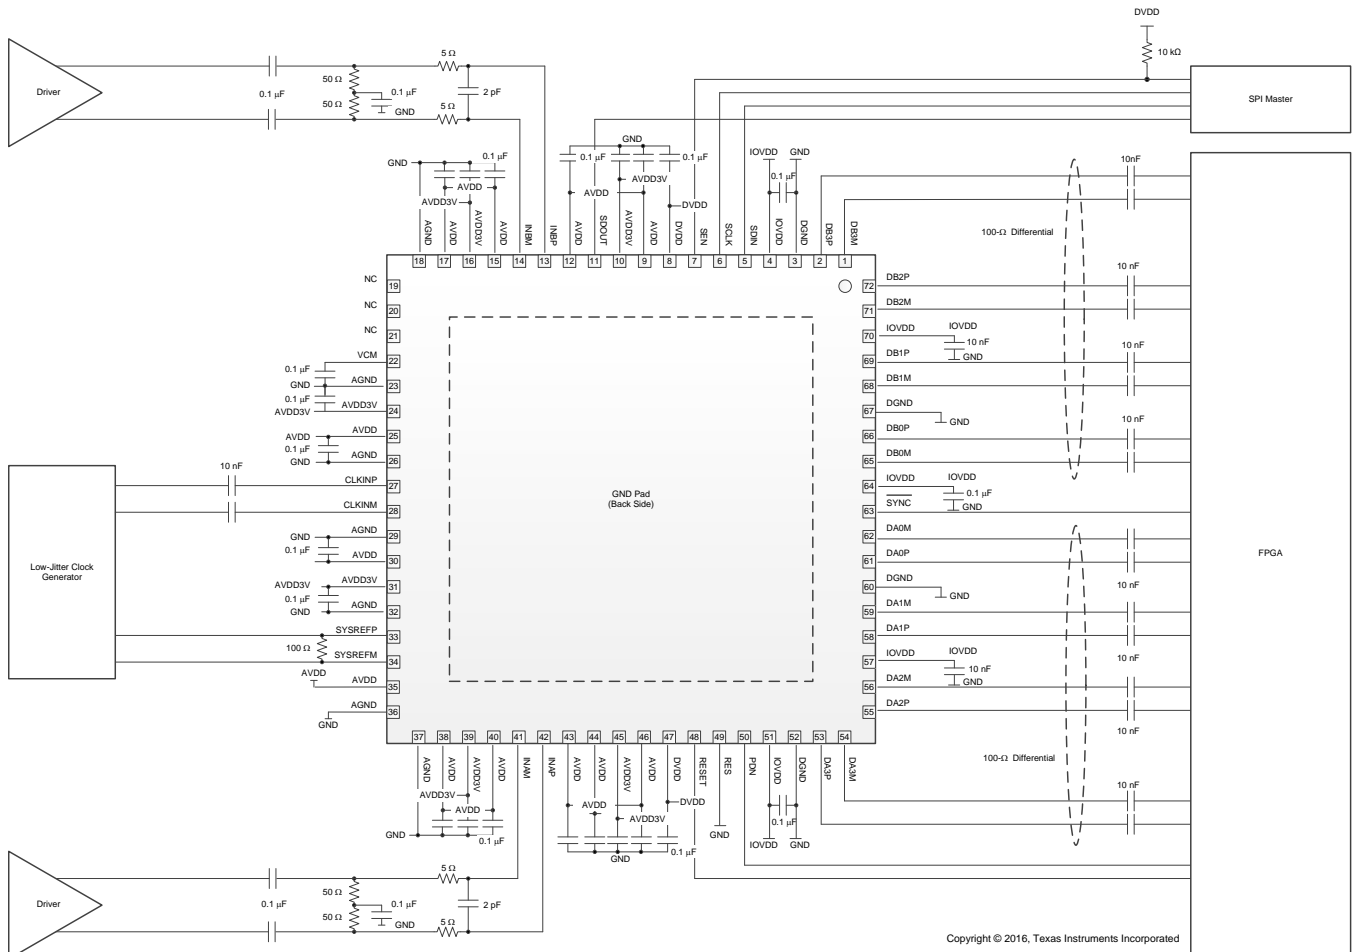 DVDD
10 kΩ
SPI Master
Driver
0.1 µF
50 Ω
50 Ω
0.1 µF
GND
5 Ω
5 Ω
2 pF
GND
0.1 µF
AVDD
AVDD3V
GND
0.1 µF
0.1 µF
AVDD3V
AVDD
DVDD
IOVDD
GND
0.1 µF
AGND
AVDD
AVDD3V
AVDD
INBM
INBP
AVDD
SDOUT
AVDD3V
AVDD
DVDD
SEN
SCLK
SDIN
IOVDD
DGND
DB3P
DB3M
18
17
16
15
14
13
12
11
10
9
8
7
6
5
4
3
2
1
10nF
100-Ω Differential
NC
19
NC
20
NC
21
VCM
22
0.1 µF
GND
AGND
23
0.1 µF
AVDD3V
AVDD3V
24
AVDD
AVDD
25
0.1 µF
GND
AGND
26
10 nF
CLKINP
27
CLKINM
28
GND
AGND
29
0.1 µF
AVDD
30
AVDD3V
AVDD3V
31
0.1 µF
GND
AGND
32
SYSREFP
33
100 Ω
SYSREFM
34
AVDD
AVDD
35
AGND
36
GND
Low-Jitter Clock
Generator
GND Pad
(Back Side)
72
DB2P
10 nF
71
DB2M
70
IOVDD
IOVDD
10 nF
GND
69
DB1P
10 nF
68
DB1M
67
DGND
GND
66
DB0P
10 nF
65
DB0M
64
IOVDD
IOVDD
0.1 µF
GND
63
SYNC
62
DA0M
61
DA0P
10 nF
60
DGND
GND
59
DA1M
58
DA1P
10 nF
57
IOVDD
IOVDD
10 nF
GND
56
DA2M
55
DA2P
10 nF
100-Ω Differential
10 nF
FPGA
37
38
39
40
41
42
43
44
45
46
47
48
49
50
51
52
53
54
AGND
AVDD
AVDD3V
AVDD
INAM
INAP
AVDD
AVDD
AVDD3V
AVDD
DVDD
RESET
RES
PDN
IOVDD
DGND
DA3P
DA3M
AVDD3V
AVDD
GND
0.1 µF
AVDD
AVDD3V
DVDD
GND
0.1 µF
GND
0.1 µF
IOVDD
GND
Driver
0.1 µF
50 Ω
50 Ω
0.1 µF
GND
5 Ω
5 Ω
2 pF
Copyright © 2016, Texas Instruments Incorporated